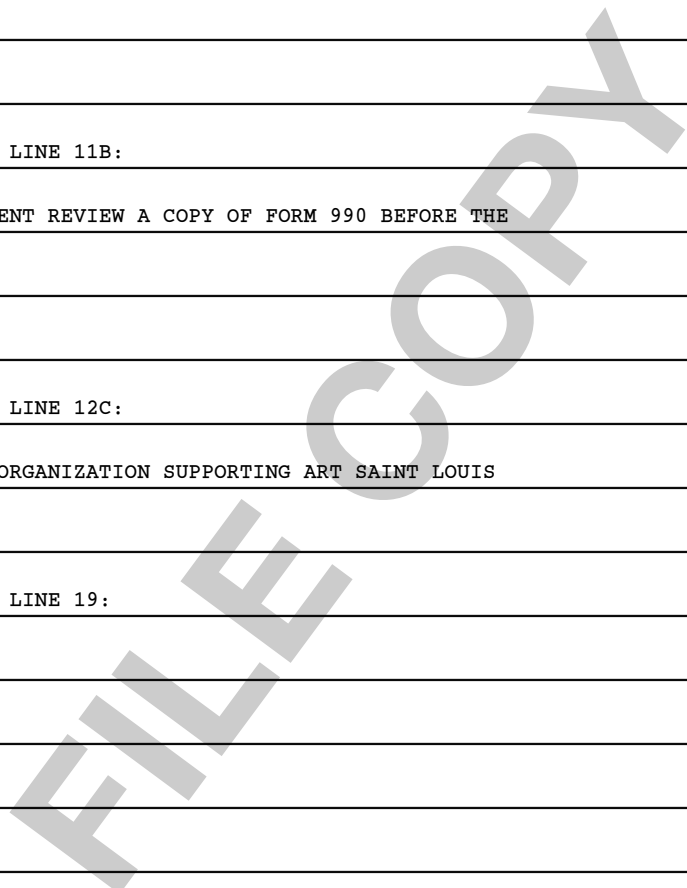 LINE 11B:
ENT REVIEW A COPY OF FORM 990 BEFORE THE
LINE 12C:
ORGANIZATION SUPPORTING ART SAINT LOUIS
LINE 19:
FILE COPY